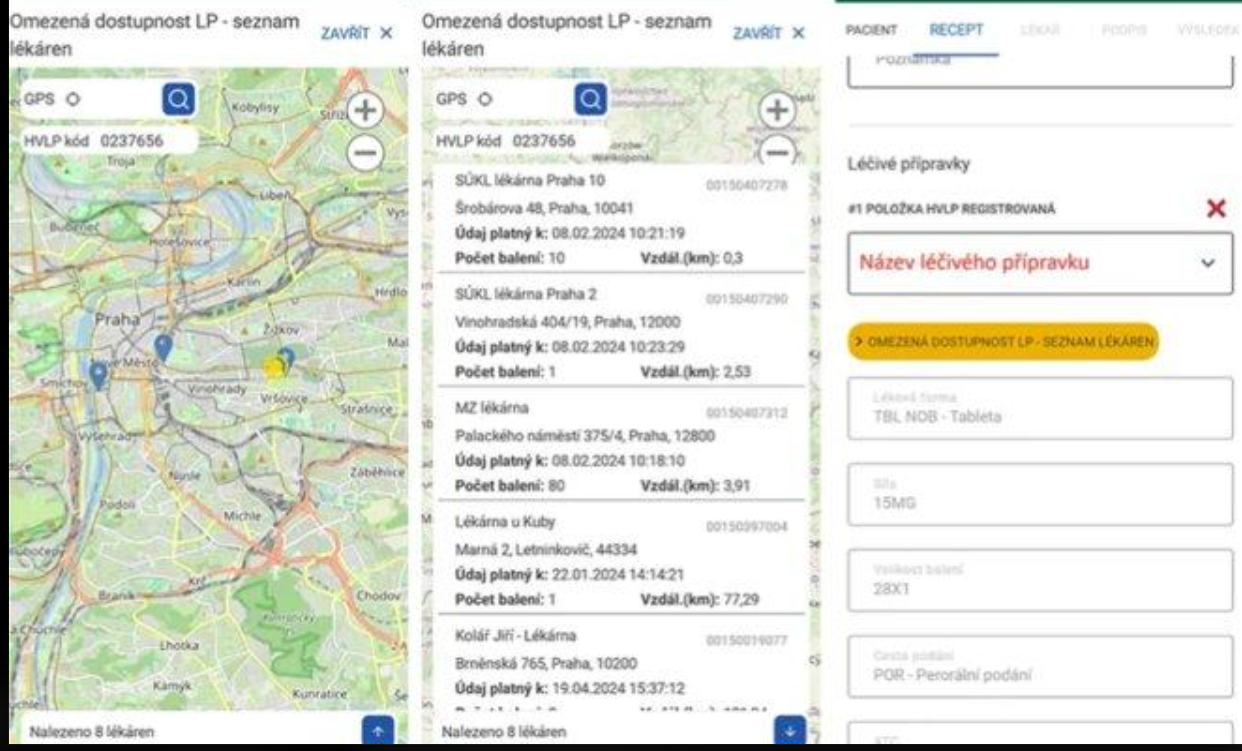 Omezená dostupnost LP - seznam
lékáren
ZAVŘÍT ×
GPS
HVLP kód 0237656
Kobylisy
Troja
Libeň
Bubeneč
Holešovice
Karlín
Hrdlo
Praha
Žižkov
Nové Město
Smíchov
Vinohrady
Vršovice
Strašnice
Vyšehrad
Nusle
Záběhlice
Podolí
Michle
Krč
Braník
Chodov
Lhotka
Kamýk
Kunratice
Nalezeno 8 lékáren
Omezená dostupnost LP - seznam
lékáren
ZAVŘÍT ×
GPS
HVLP kód 0237656
SÚKL lékárna Praha 10 00150407278
Šrobárova 48, Praha, 10041
Údaj platný k: 08.02.2024 10:21:19
Počet balení: 10 Vzdál.(km): 0,3
SÚKL lékárna Praha 2 00150407290
Vinohradská 404/19, Praha, 12000
Údaj platný k: 08.02.2024 10:23:29
Počet balení: 1 Vzdál.(km): 2,53
MZ lékárna 00150407312
Palackého náměstí 375/4, Praha, 12800
Údaj platný k: 08.02.2024 10:18:10
Počet balení: 80 Vzdál.(km): 3,91
Lékárna u Kuby 00150397004
Marná 2, Letninkovič, 44334
Údaj platný k: 22.01.2024 14:14:21
Počet balení: 1 Vzdál.(km): 77,29
Kolář Jiří - Lékárna 00150019077
Brněnská 765, Praha, 10200
Údaj platný k: 19.04.2024 15:37:12
Nalezeno 8 lékáren
PACIENT RECEPT LÉKAŘ PODPIS VÝSLEDEK
Poznámka
Léčivé přípravky
#1 POLOŽKA HVLP REGISTROVANÁ
Název léčivého přípravku
> OMEZENÁ DOSTUPNOST LP - SEZNAM LÉKÁREN
Léková forma
TBL NOB - Tableta
Síla
15MG
Velikost balení
28X1
Cesta podání
POR - Perorální podání
ATC